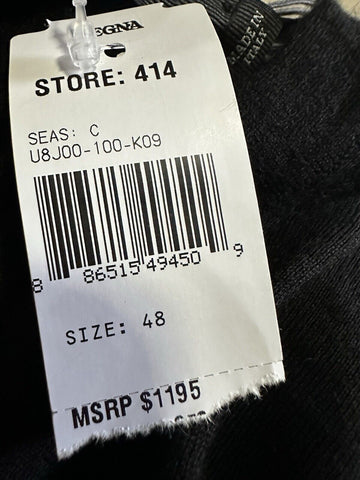 EGNA
MADE IN
ITALY
STORE: 414
SEAS: C
U8J00-100-K09
8 86515 49450 9
SIZE: 48
MSRP $1195